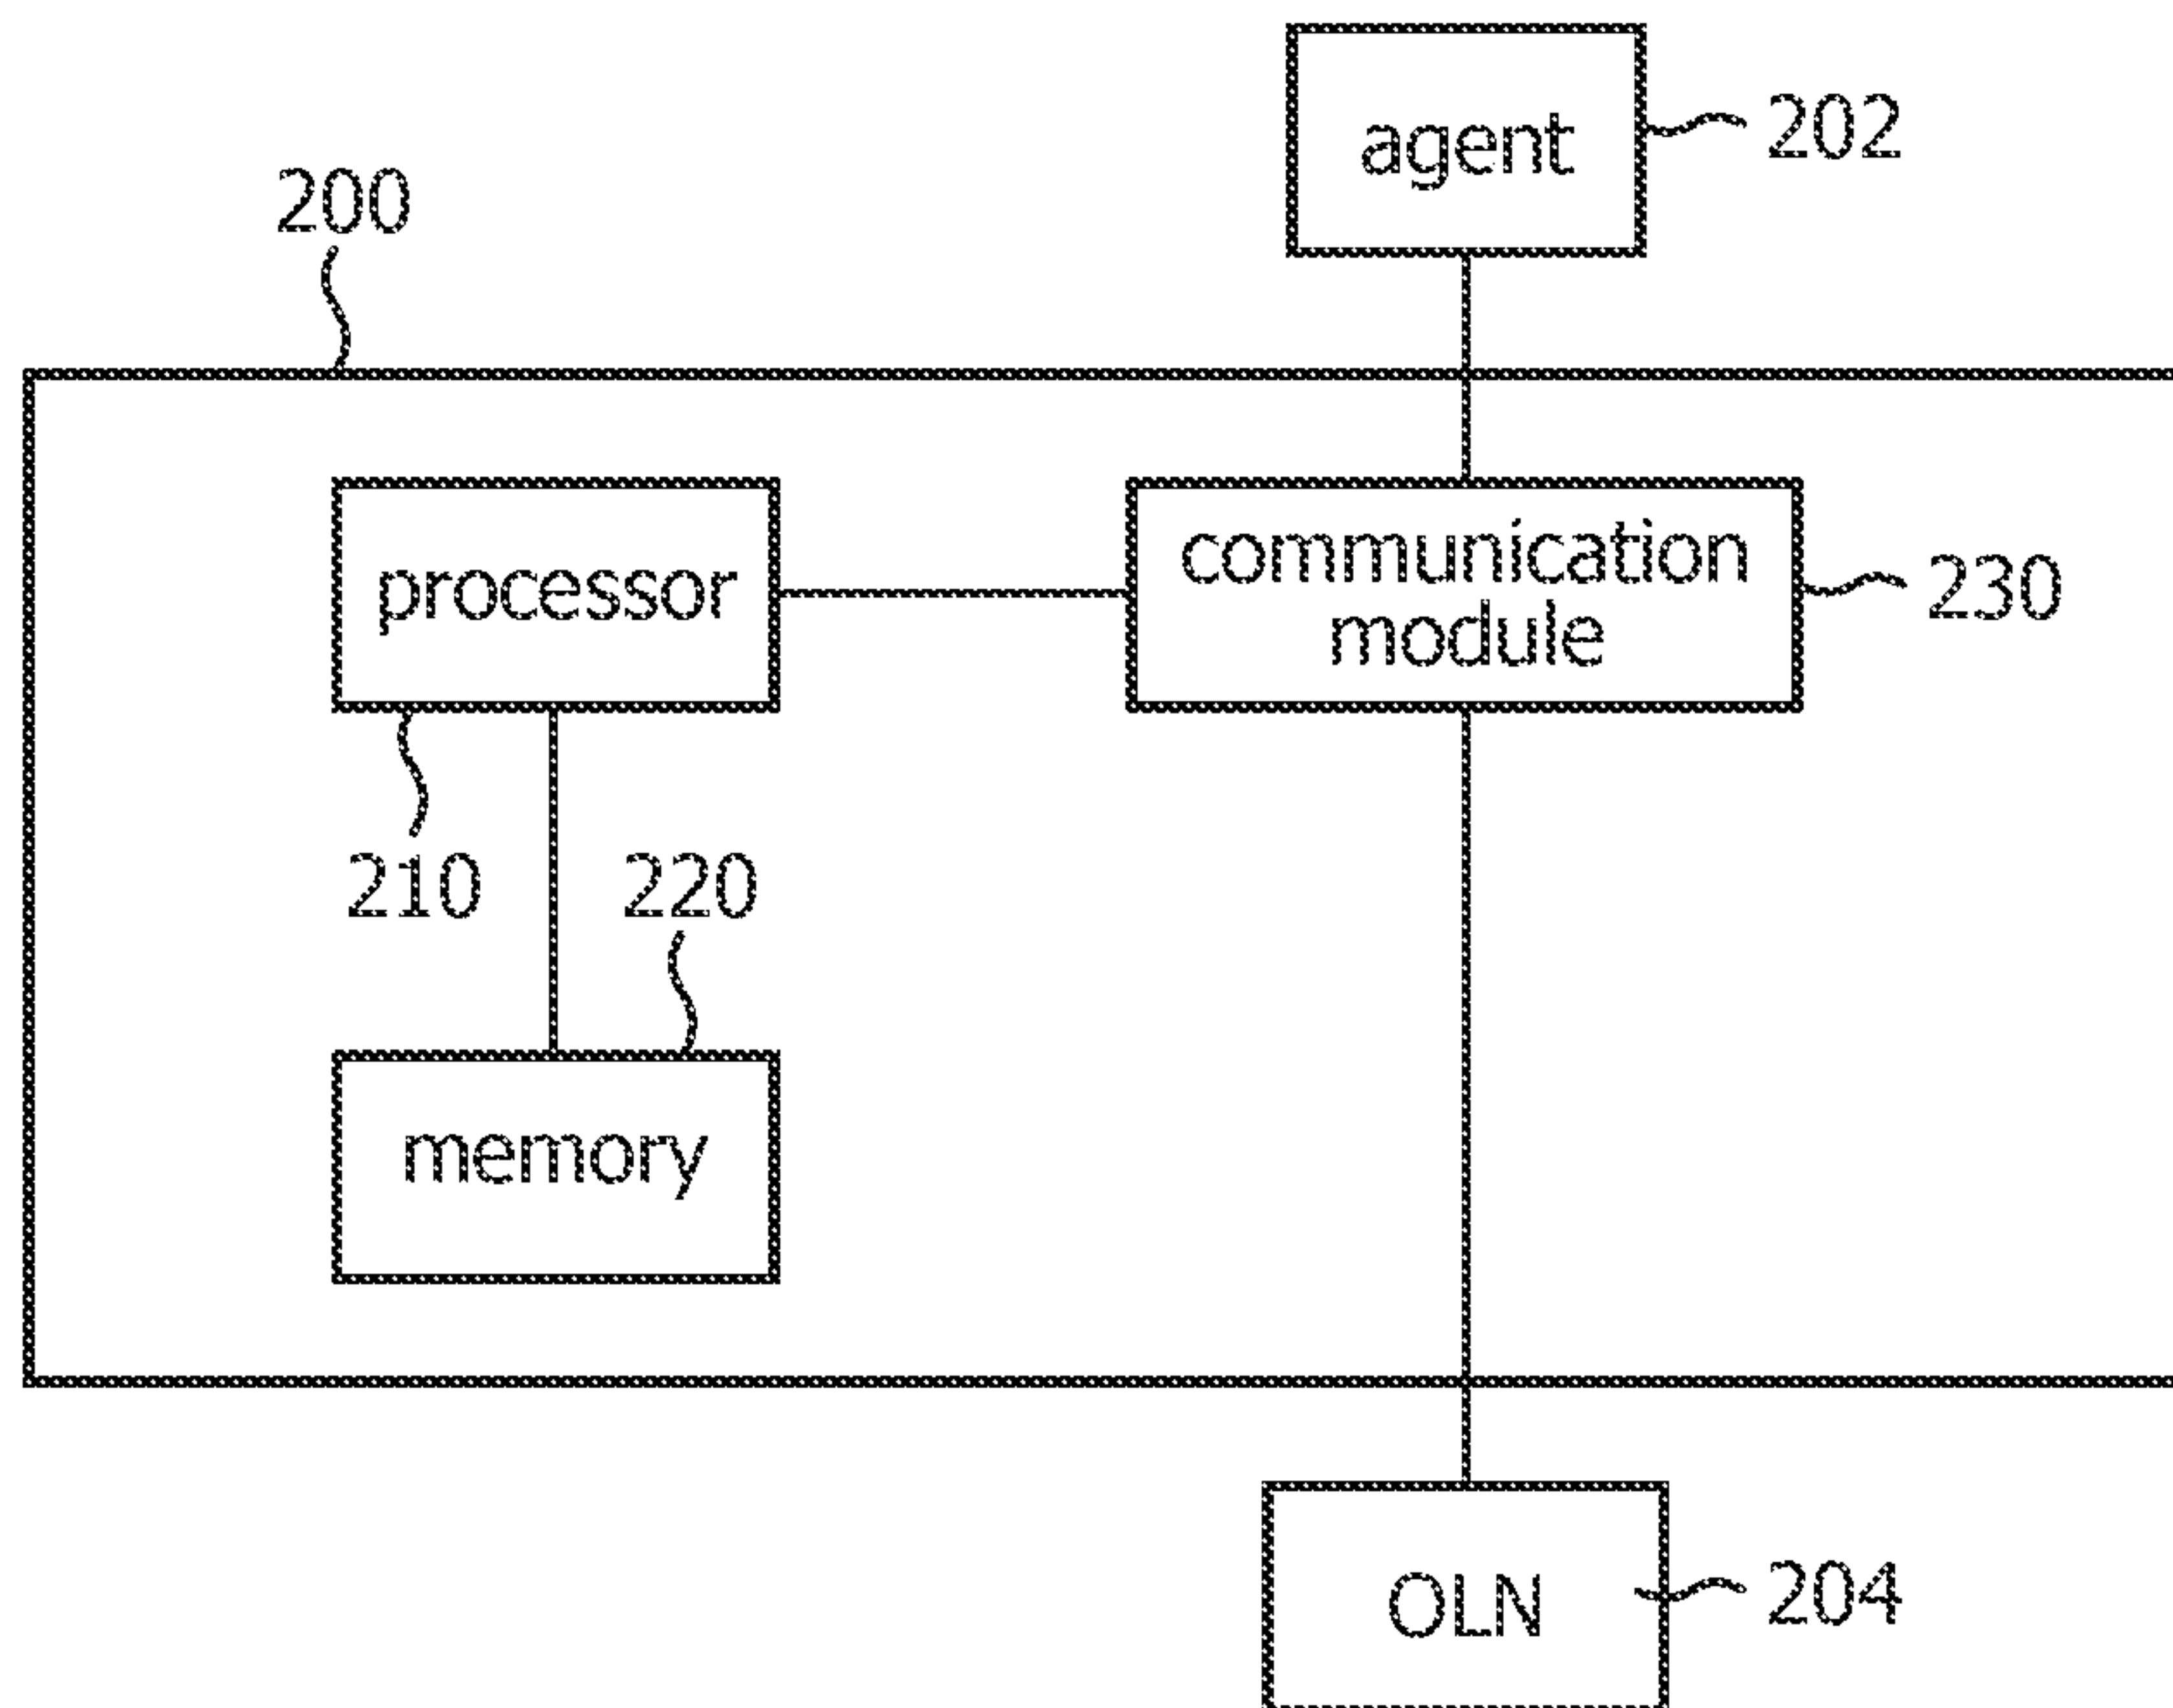 agent
202
200
processor
communication
module
230
210
220
memory
OLN
204